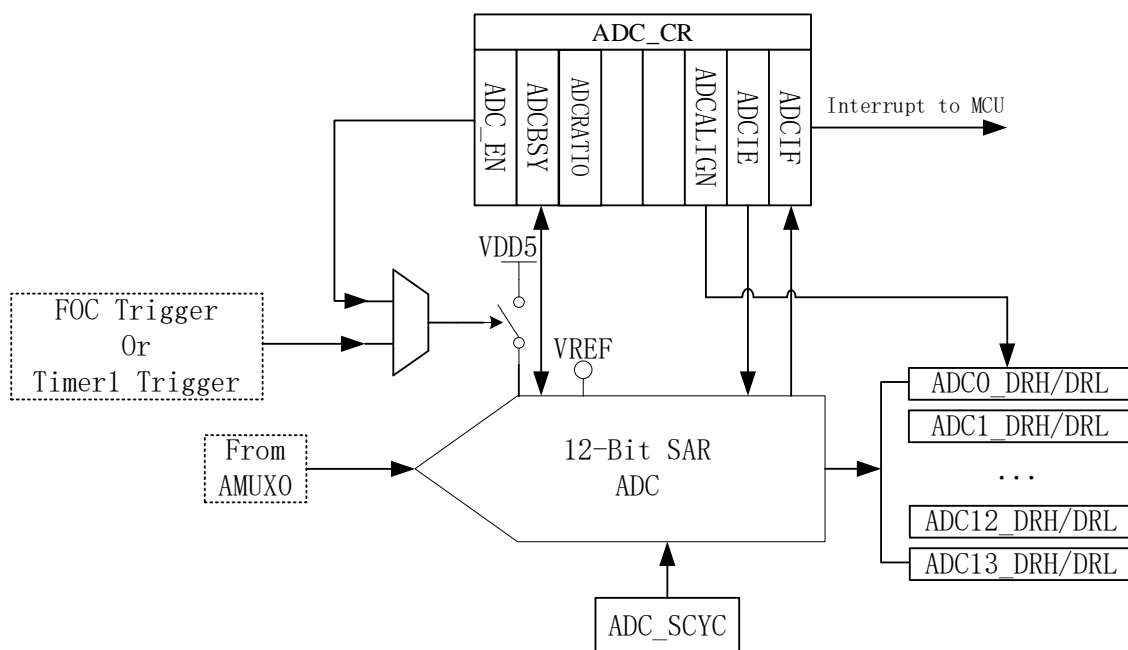 ADC_CR
ADC_EN
ADCBSY
ADCRATIO
ADCALIGN
ADCIE
ADCIF
Interrupt to MCU
VDD5
FOC Trigger
Or
Timer1 Trigger
VREF
ADC0_DRH/DRL
ADC1_DRH/DRL
...
ADC12_DRH/DRL
ADC13_DRH/DRL
From
AMUX0
12-Bit SAR
ADC
ADC_SCYC